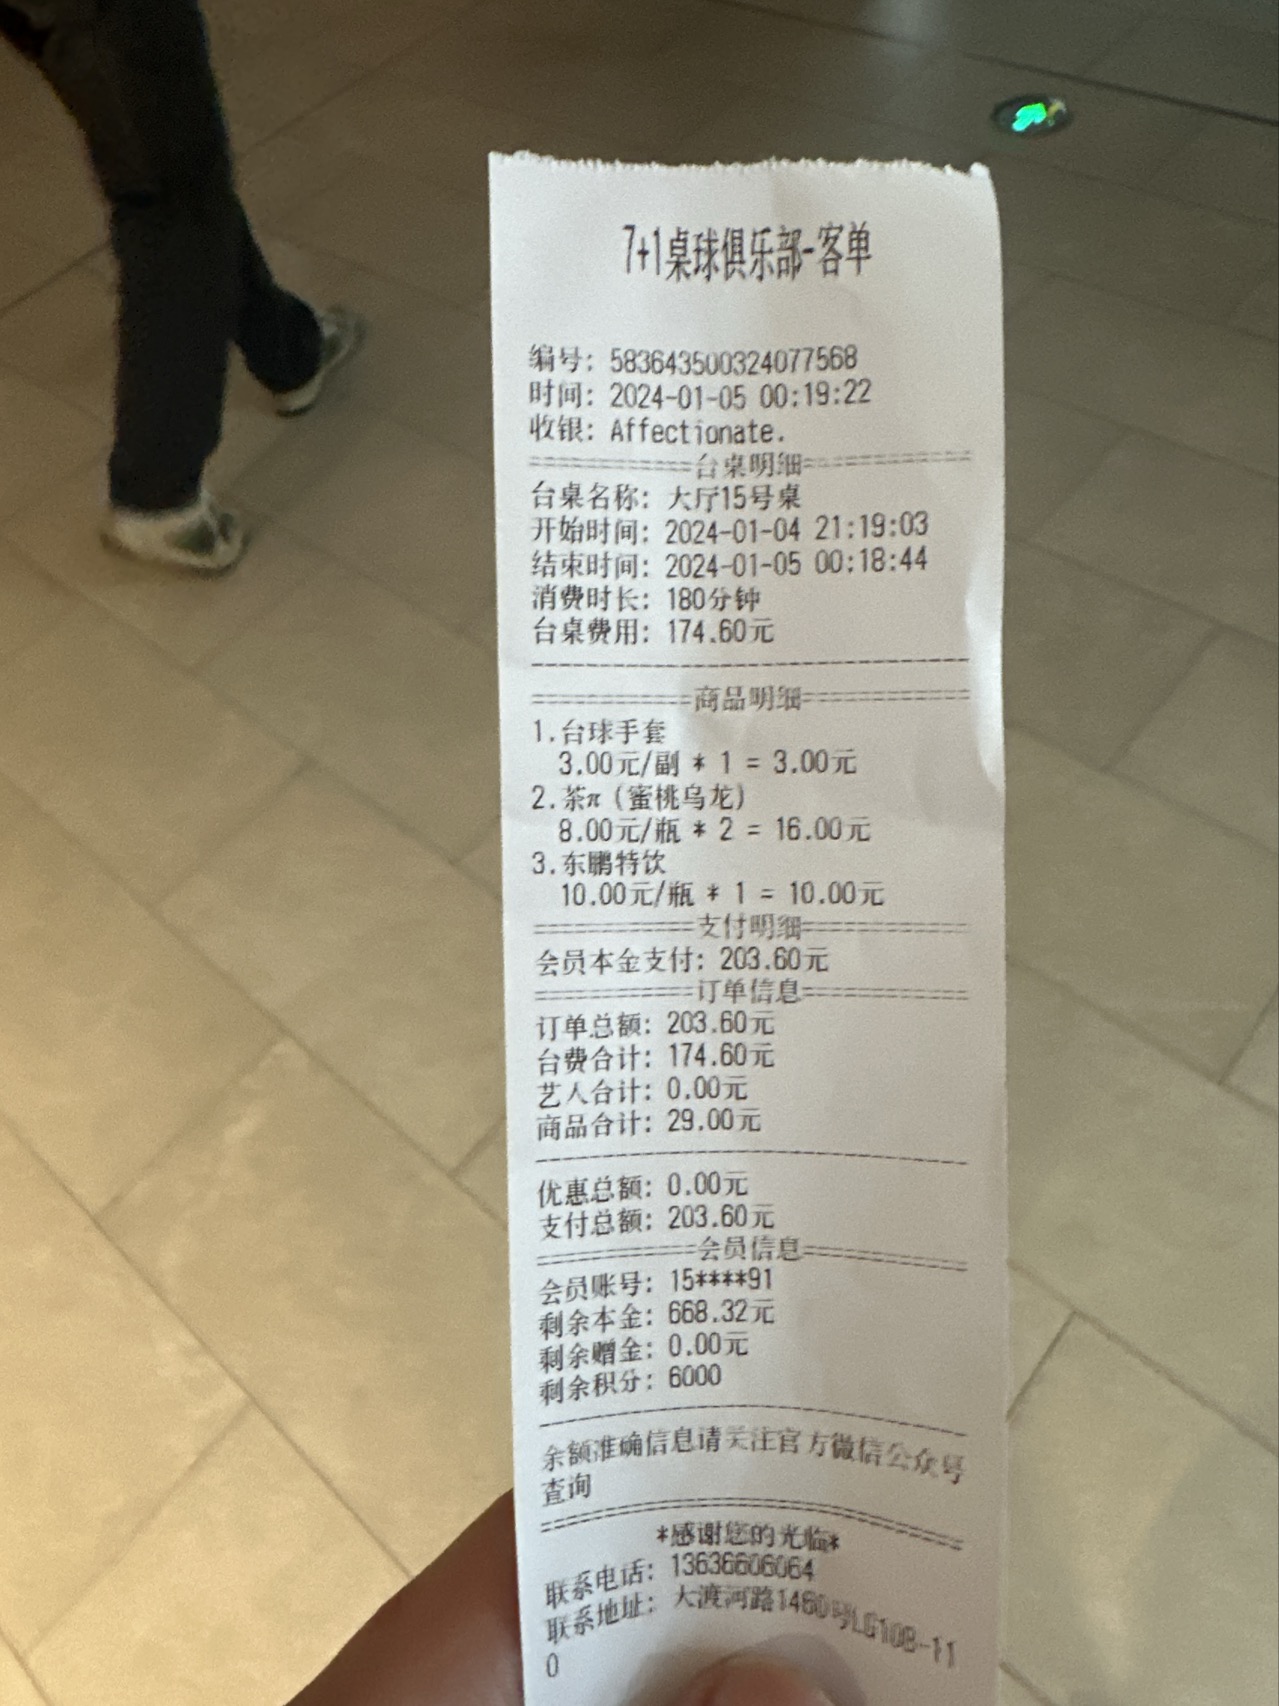 7+1桌球俱乐部-客单
编号: 583643500324077568
时间: 2024-01-05 00:19:22
收银: Affectionate.
============台桌明细============
台桌名称: 大厅15号桌
开始时间: 2024-01-04 21:19:03
结束时间: 2024-01-05 00:18:44
消费时长: 180分钟
台桌费用: 174.60元
--------------------------------
============商品明细============
1.台球手套
3.00元/副 * 1 = 3.00元
2.茶π(蜜桃乌龙)
8.00元/瓶 * 2 = 16.00元
3.东鹏特饮
10.00元/瓶 * 1 = 10.00元
============支付明细============
会员本金支付: 203.60元
============订单信息============
订单总额: 203.60元
台费合计: 174.60元
艺人合计: 0.00元
商品合计: 29.00元
--------------------------------
优惠总额: 0.00元
支付总额: 203.60元
============会员信息============
会员账号: 15****91
剩余本金: 668.32元
剩余赠金: 0.00元
剩余积分: 6000
--------------------------------
余额准确信息请关注官方微信公众号
查询
================================
*感谢您的光临*
联系电话: 13636606064
联系地址: 大渡河路1460号LG108-11
0